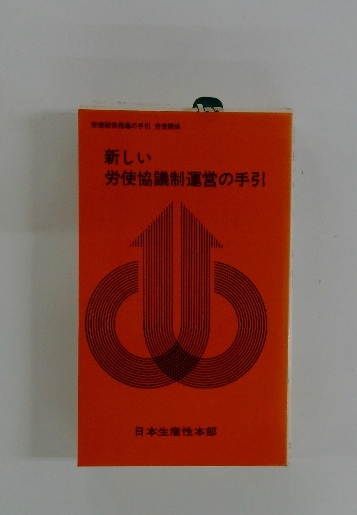 新しい
労使協議制運営の手引
日本生産性本部